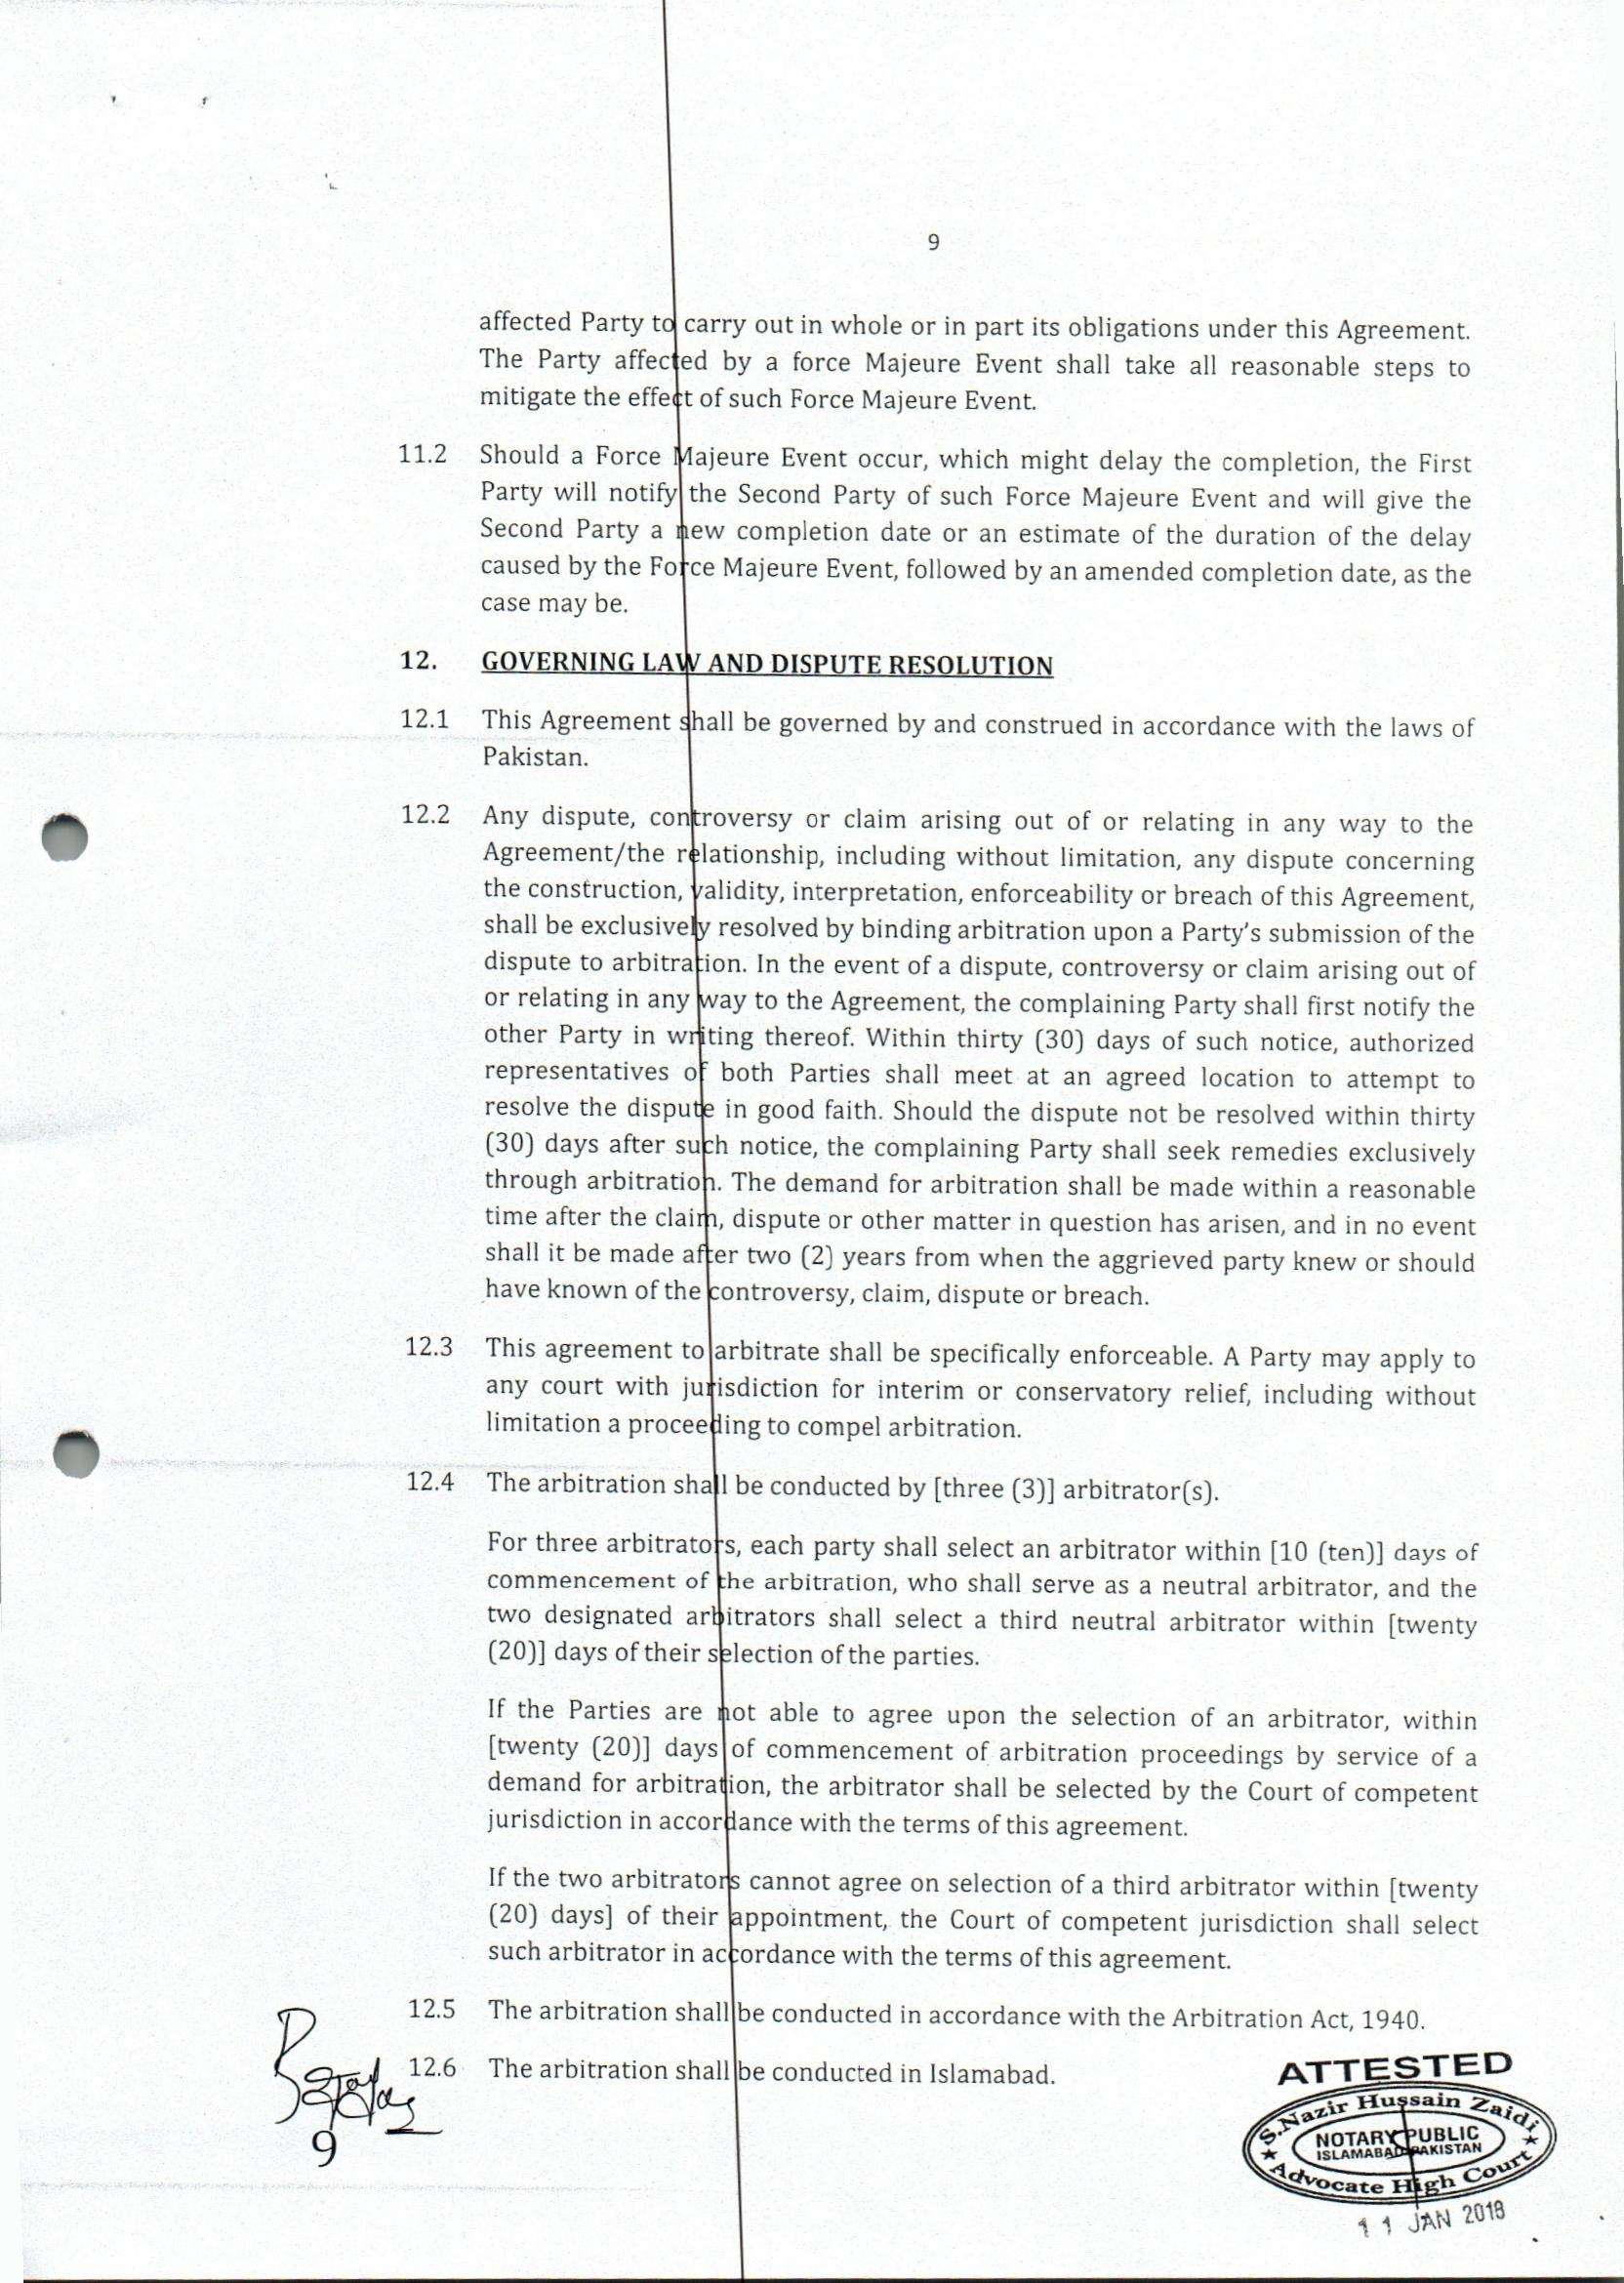 9
affected Party to carry out in whole or in part its obligations under this Agreement.
The Party affected by a force Majeure Event shall take all reasonable steps to
mitigate the effect of such Force Majeure Event.
11.2 Should a Force Majeure Event occur, which might delay the completion, the First
Party will notify the Second Party of such Force Majeure Event and will give the
Second Party a new completion date or an estimate of the duration of the delay
caused by the Force Majeure Event, followed by an amended completion date, as the
case may be.
12. GOVERNING LAW AND DISPUTE RESOLUTION
12.1 This Agreement shall be governed by and construed in accordance with the laws of
Pakistan.
12.2 Any dispute, controversy or claim arising out of or relating in any way to the
Agreement/the relationship, including without limitation, any dispute concerning
the construction, validity, interpretation, enforceability or breach of this Agreement,
shall be exclusively resolved by binding arbitration upon a Party's submission of the
dispute to arbitration. In the event of a dispute, controversy or claim arising out of
or relating in any way to the Agreement, the complaining Party shall first notify the
other Party in writing thereof. Within thirty (30) days of such notice, authorized
representatives of both Parties shall meet at an agreed location to attempt to
resolve the dispute in good faith. Should the dispute not be resolved within thirty
(30) days after such notice, the complaining Party shall seek remedies exclusively
through arbitration. The demand for arbitration shall be made within a reasonable
time after the claim, dispute or other matter in question has arisen, and in no event
shall it be made after two (2) years from when the aggrieved party knew or should
have known of the controversy, claim, dispute or breach.
12.3 This agreement to arbitrate shall be specifically enforceable. A Party may apply to
any court with jurisdiction for interim or conservatory relief, including without
limitation a proceeding to compel arbitration.
12.4 The arbitration shall be conducted by [three (3)] arbitrator(s).
For three arbitrators, each party shall select an arbitrator within [10 (ten)] days of
commencement of the arbitration, who shall serve as a neutral arbitrator, and the
two designated arbitrators shall select a third neutral arbitrator within [twenty
(20)] days of their selection of the parties.
If the Parties are not able to agree upon the selection of an arbitrator, within
[twenty (20)] days of commencement of arbitration proceedings by service of a
demand for arbitration, the arbitrator shall be selected by the Court of competent
jurisdiction in accordance with the terms of this agreement.
If the two arbitrators cannot agree on selection of a third arbitrator within [twenty
(20) days] of their appointment, the Court of competent jurisdiction shall select
such arbitrator in accordance with the terms of this agreement.
12.5 The arbitration shall be conducted in accordance with the Arbitration Act, 1940.
12.6 The arbitration shall be conducted in Islamabad.
9
ATTESTED
S.Nazir Hussain Zaidi
NOTARY PUBLIC
ISLAMABAD PAKISTAN
Advocate High Court
11 JAN 2018